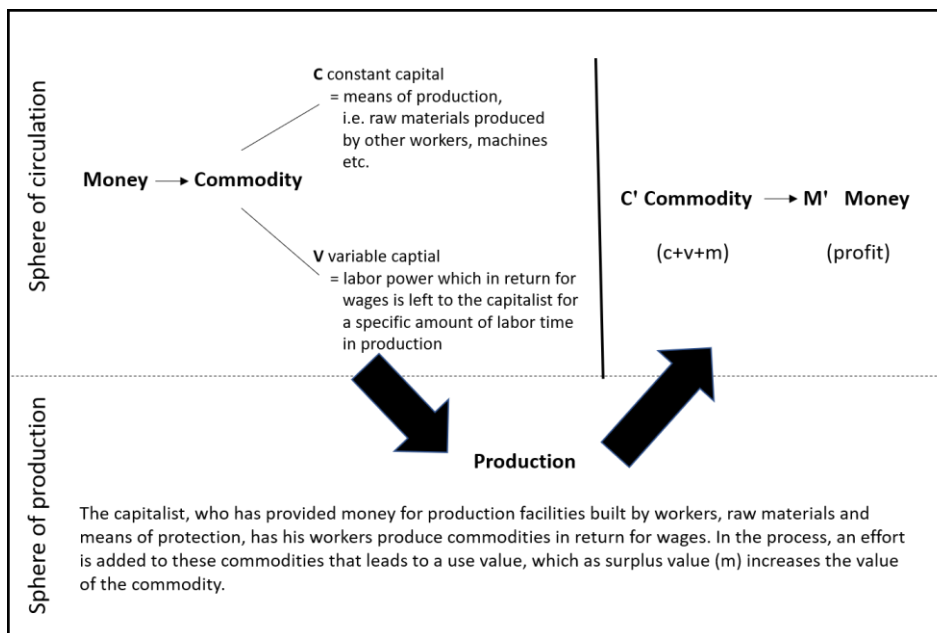 Sphere of circulation
C constant capital
= means of production,
i.e. raw materials produced
by other workers, machines
etc.
Money → Commodity
V variable captial
= labor power which in return for
wages is left to the capitalist for
a specific amount of labor time
in production
C' Commodity → M' Money
(c+v+m) (profit)
Sphere of production
Production
The capitalist, who has provided money for production facilities built by workers, raw materials and
means of protection, has his workers produce commodities in return for wages. In the process, an effort
is added to these commodities that leads to a use value, which as surplus value (m) increases the value
of the commodity.